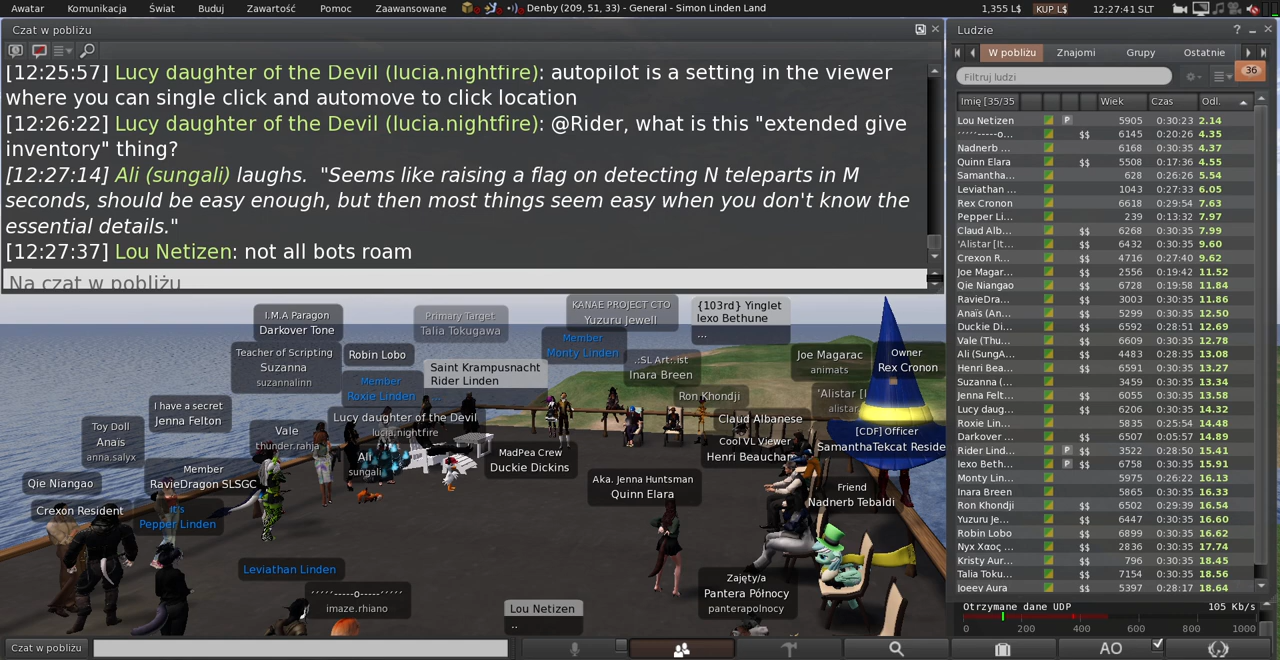 Awatar Komunikacja Świat Buduj Zawartość Pomoc Zaawansowane Denby (209, 51, 33) - General - Simon Linden Land 1,355 L$ KUP L$ 12:27:41 SLT
Czat w pobliżu
[12:25:57] Lucy daughter of the Devil (lucia.nightfire): autopilot is a setting in the viewer
where you can single click and automove to click location
[12:26:22] Lucy daughter of the Devil (lucia.nightfire): @Rider, what is this "extended give
inventory" thing?
[12:27:14] Ali (sungali) laughs. "Seems like raising a flag on detecting N teleparts in M
seconds, should be easy enough, but then most things seem easy when you don't know the
essential details."
[12:27:37] Lou Netizen: not all bots roam
Na czat w pobliżu
I.M.A Paragon
Darkover Tone
Primary Target
Talia Tokugawa
KANAE PROJECT CTO
Yuzuru Jewell
{103rd} Yinglet
Iexo Bethune
...
Member
Monty Linden
Teacher of Scripting
Suzanna
suzannalinn
Robin Lobo
Saint Krampusnacht
Rider Linden
.:SL Art:.ist
Inara Breen
Joe Magarac
animats
Owner
Rex Cronon
Member
Roxie Linden
...
Ron Khondji
'Alistar [It
alistar.
I have a secret
Jenna Felton
Lucy daughter of the Devil
lucia.nightfire
Claud Albanese
Toy Doll
Anaïs
anna.salyx
Vale
thunder.rahja
Ali
sungali
MadPea Crew
Duckie Dickins
Cool VL Viewer
Henri Beaucham
[CDF] Officer
SamanthaTekcat Reside
Member
RavieDragon SLSGC
Qie Niangao
Aka. Jenna Huntsman
Quinn Elara
Friend
Nadnerb Tebaldi
Crexon Resident
It's
Pepper Linden
Leviathan Linden
Zajęty/a
Pantera Północy
panterapolnocy
´´´´´-----o-----´´´´´
imaze.rhiano
Lou Netizen
..
Czat w pobliżu
Ludzie
W pobliżu Znajomi Grupy Ostatnie
Filtruj ludzi
36
Imię [35/35 Wiek Czas Odl.
Lou Netizen P 5905 0:30:23 2.14
´´´´´-----o... $$ 6145 0:20:26 4.35
Nadnerb ... 6168 0:30:35 4.37
Quinn Elara $$ 5508 0:17:36 4.55
Samantha... 628 0:26:26 5.54
Leviathan ... 1043 0:27:33 6.05
Rex Cronon 6618 0:29:54 7.63
Pepper Li... 239 0:13:32 7.97
Claud Alb... $$ 6268 0:30:35 7.99
'Alistar [It... $$ 6432 0:30:35 9.60
Crexon R... $$ 4716 0:27:40 9.62
Joe Magar... $$ 2556 0:19:42 11.52
Qie Niangao $$ 6728 0:19:58 11.84
RavieDra... $$ 3003 0:30:35 11.86
Anaïs (An... $$ 5299 0:30:35 12.50
Duckie Di... $$ 6592 0:28:51 12.69
Vale (Thu... $$ 6609 0:30:35 12.78
Ali (SungA... $$ 4483 0:28:35 13.08
Henri Bea... $$ 6591 0:30:35 13.27
Suzanna (... 3459 0:30:35 13.34
Jenna Felt... $$ 6055 0:30:35 13.58
Lucy daug... $$ 6206 0:30:35 14.32
Roxie Lin... $$ 5835 0:25:54 14.48
Darkover ... $$ 6507 0:05:57 14.89
Rider Lind... P $$ 3522 0:28:50 15.41
Iexo Beth... P $$ 6758 0:30:35 15.91
Monty Lin... 5975 0:26:22 16.13
Inara Breen 5865 0:30:35 16.33
Ron Khondji $$ 6502 0:29:39 16.54
Yuzuru Je... $$ 6447 0:30:35 16.60
Robin Lobo $$ 6899 0:30:35 16.62
Nyx Χαος ... $$ 2836 0:30:35 17.74
Kristy Aur... $$ 796 0:30:35 18.45
Talia Toku... $$ 7154 0:30:35 18.56
Joeey Aura $$ 5397 0:28:17 18.64
Otrzymane dane UDP 105 Kb/s
0 200 400 600 800 1000
AO